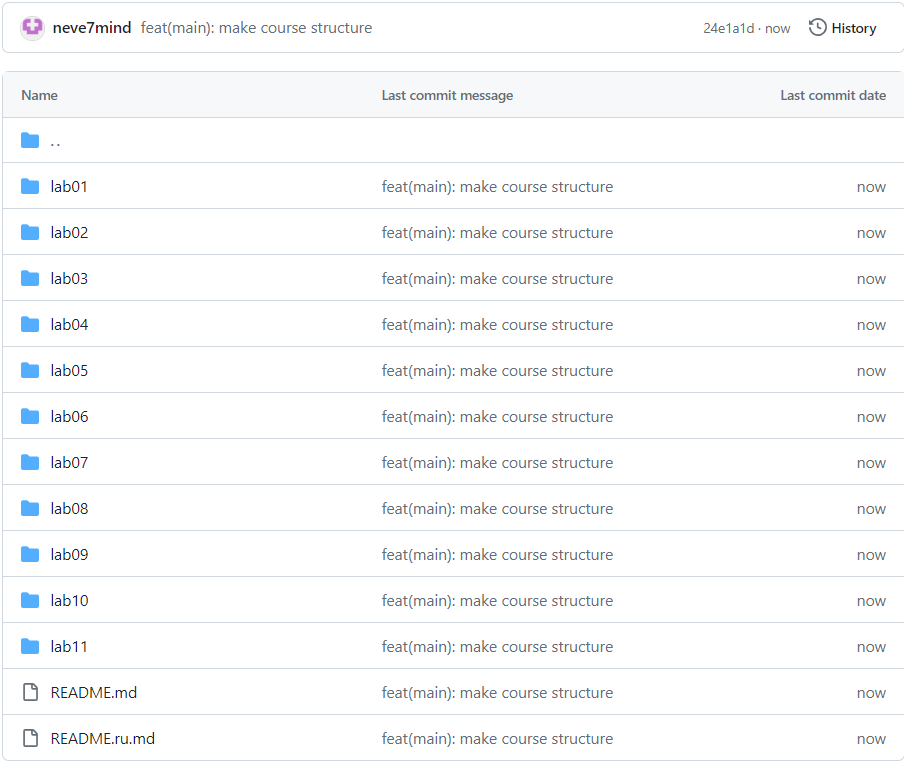 neve7mind feat(main): make course structure 24e1a1d · now History
Name Last commit message Last commit date
..
lab01 feat(main): make course structure now
lab02 feat(main): make course structure now
lab03 feat(main): make course structure now
lab04 feat(main): make course structure now
lab05 feat(main): make course structure now
lab06 feat(main): make course structure now
lab07 feat(main): make course structure now
lab08 feat(main): make course structure now
lab09 feat(main): make course structure now
lab10 feat(main): make course structure now
lab11 feat(main): make course structure now
README.md feat(main): make course structure now
README.ru.md feat(main): make course structure now